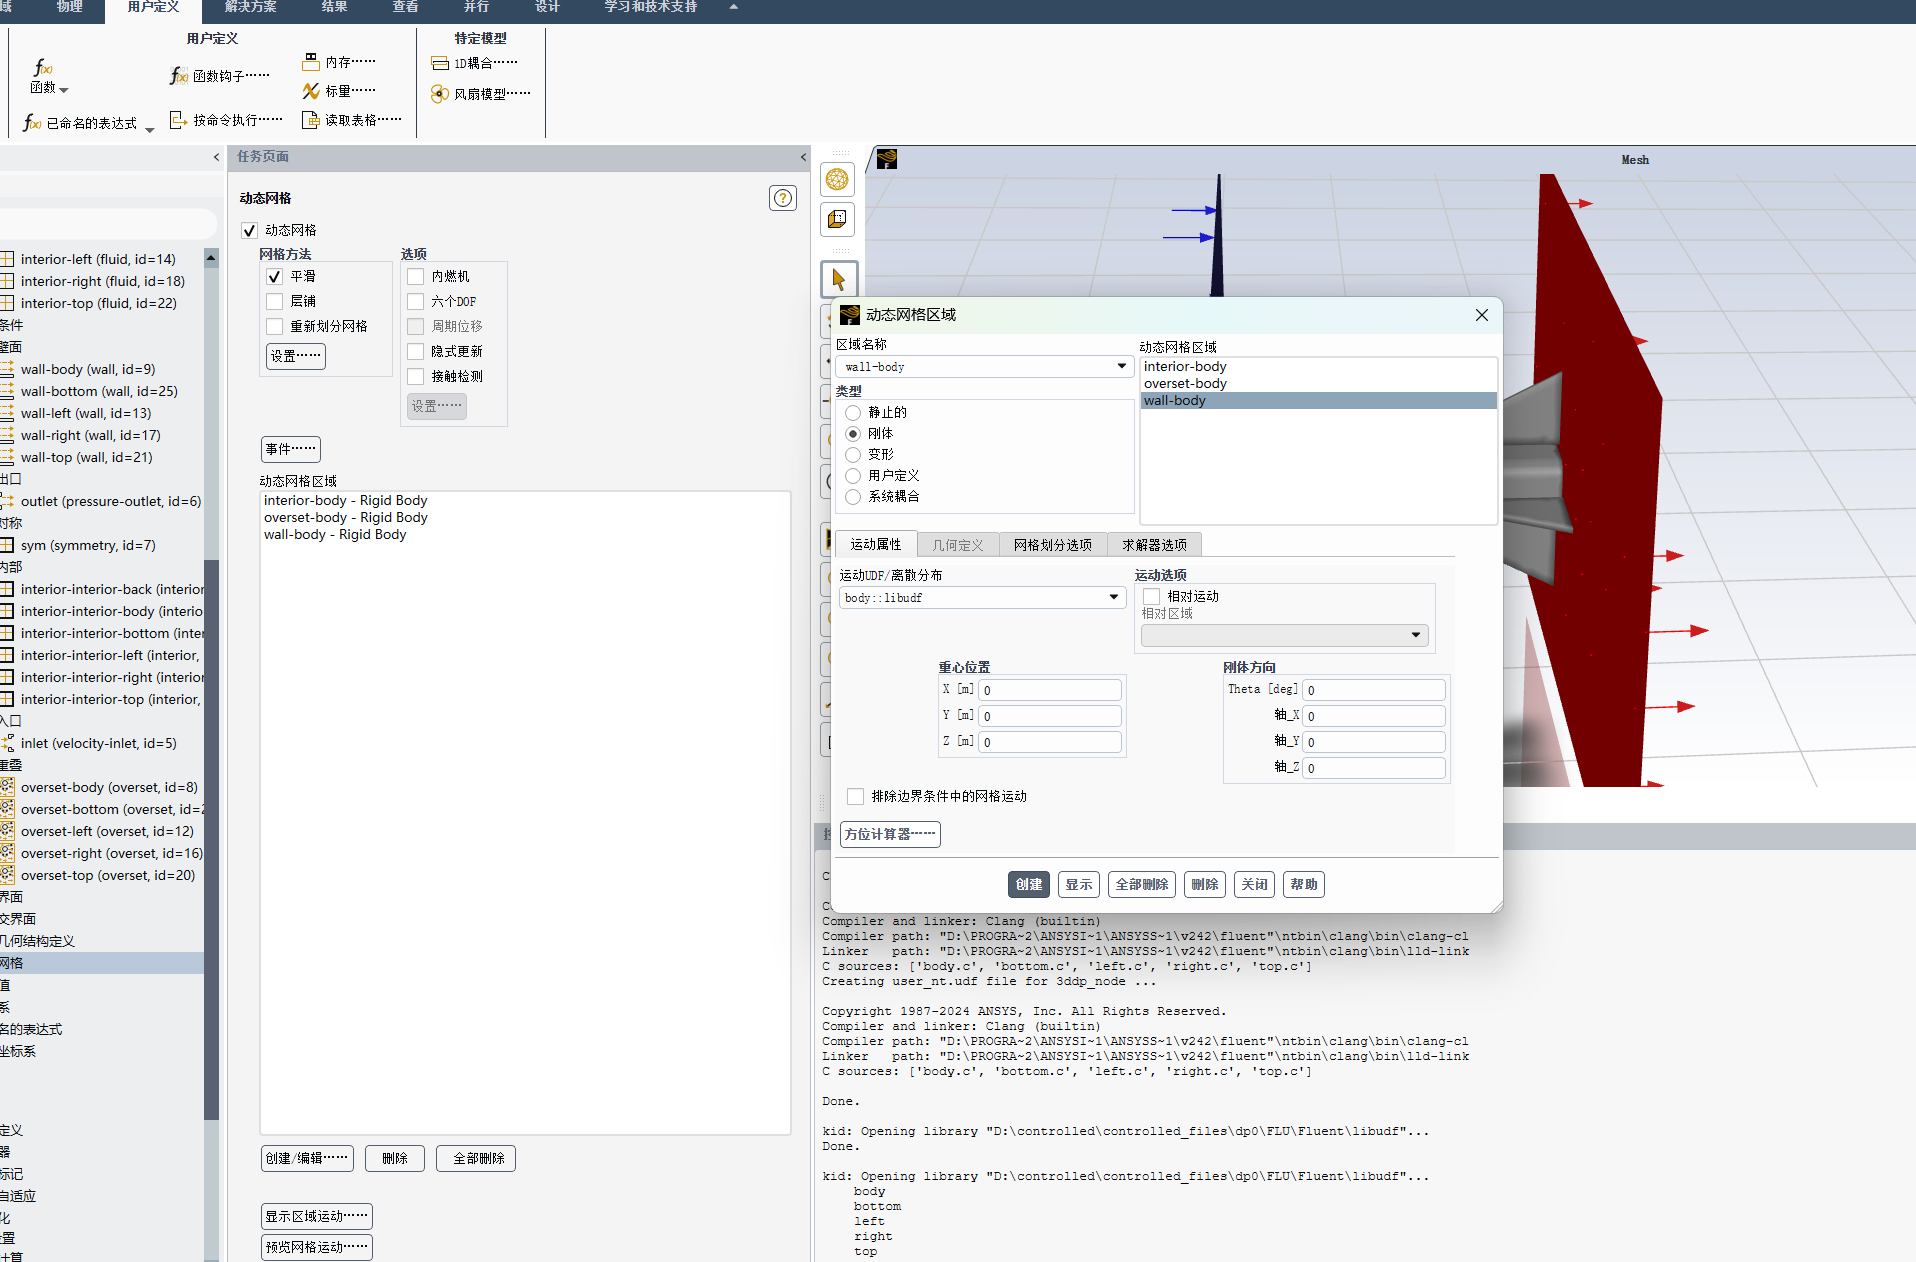 域 物理 用户定义 解决方案 结果 查看 并行 设计 学习和技术支持
用户定义
特定模型
函数
函数钩子……
内存……
1D耦合……
标量……
风扇模型……
已命名的表达式
按命令执行……
读取表格……
interior-left (fluid, id=14)
interior-right (fluid, id=18)
interior-top (fluid, id=22)
条件
壁面
wall-body (wall, id=9)
wall-bottom (wall, id=25)
wall-left (wall, id=13)
wall-right (wall, id=17)
wall-top (wall, id=21)
出口
outlet (pressure-outlet, id=6)
对称
sym (symmetry, id=7)
内部
interior-interior-back (interior
interior-interior-body (interio
interior-interior-bottom (inter
interior-interior-left (interior,
interior-interior-right (interior
interior-interior-top (interior,
入口
inlet (velocity-inlet, id=5)
重叠
overset-body (overset, id=8)
overset-bottom (overset, id=2
overset-left (overset, id=12)
overset-right (overset, id=16)
overset-top (overset, id=20)
界面
交界面
几何结构定义
网格
值
系
名的表达式
坐标系
定义
器
标记
自适应
化
置
计算
任务页面
动态网格
?
动态网格
网格方法
选项
平滑
层铺
重新划分网格
设置……
内燃机
六个DOF
周期位移
隐式更新
接触检测
设置……
事件……
动态网格区域
interior-body - Rigid Body
overset-body - Rigid Body
wall-body - Rigid Body
创建/编辑……
删除
全部删除
显示区域运动……
预览网格运动……
Mesh
动态网格区域
区域名称
wall-body
类型
静止的
刚体
变形
用户定义
系统耦合
动态网格区域
interior-body
overset-body
wall-body
运动属性 几何定义 网格划分选项 求解器选项
运动UDF/离散分布
body::libudf
运动选项
相对运动
相对区域
重心位置
X [m] 0
Y [m] 0
Z [m] 0
刚体方向
Theta [deg] 0
轴_X 0
轴_Y 0
轴_Z 0
排除边界条件中的网格运动
方位计算器……
创建 显示 全部删除 删除 关闭 帮助
Compiler and linker: Clang (builtin)
Compiler path: "D:\PROGRA~2\ANSYSI~1\ANSYSS~1\v242\fluent"\ntbin\clang\bin\clang-cl
Linker path: "D:\PROGRA~2\ANSYSI~1\ANSYSS~1\v242\fluent"\ntbin\clang\bin\lld-link
C sources: ['body.c', 'bottom.c', 'left.c', 'right.c', 'top.c']
Creating user_nt.udf file for 3ddp_node ...
Copyright 1987-2024 ANSYS, Inc. All Rights Reserved.
Compiler and linker: Clang (builtin)
Compiler path: "D:\PROGRA~2\ANSYSI~1\ANSYSS~1\v242\fluent"\ntbin\clang\bin\clang-cl
Linker path: "D:\PROGRA~2\ANSYSI~1\ANSYSS~1\v242\fluent"\ntbin\clang\bin\lld-link
C sources: ['body.c', 'bottom.c', 'left.c', 'right.c', 'top.c']
Done.
kid: Opening library "D:\controlled\controlled_files\dp0\FLU\Fluent\libudf"...
Done.
kid: Opening library "D:\controlled\controlled_files\dp0\FLU\Fluent\libudf"...
body
bottom
left
right
top